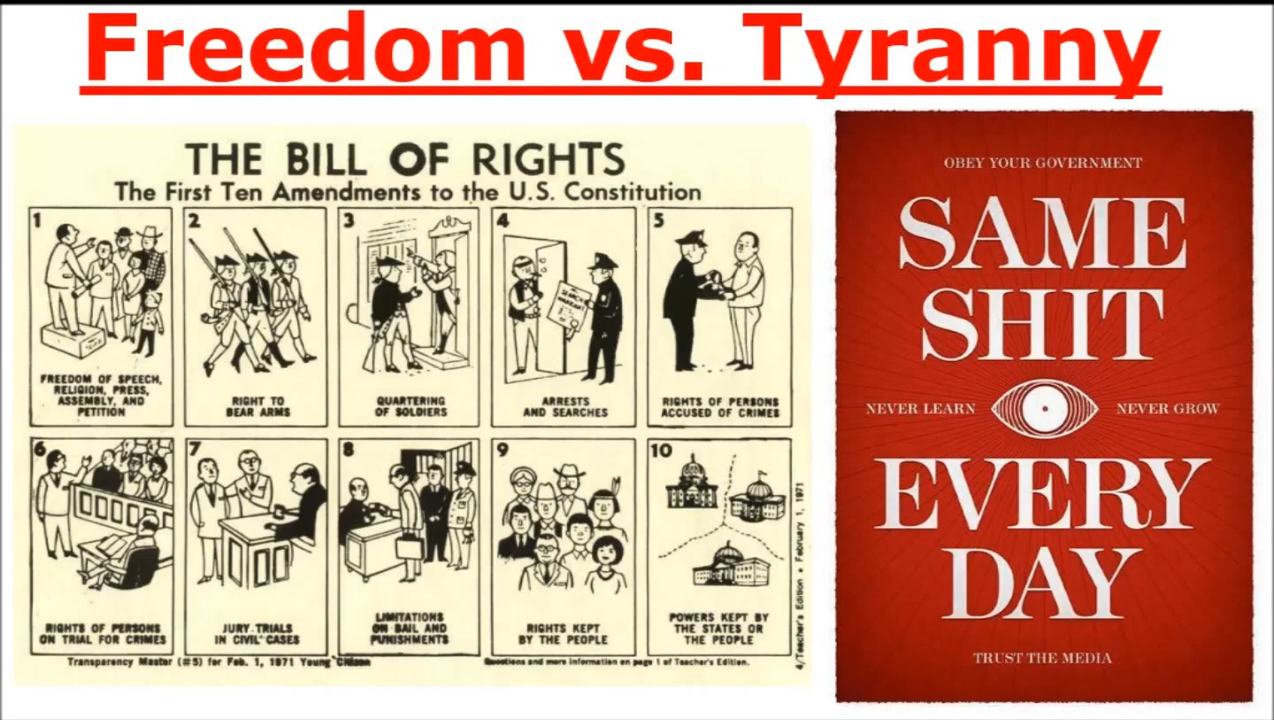 Freedom vs. Tyranny
THE BILL OF RIGHTS
The First Ten Amendments to the U.S. Constitution
1
FREEDOM OF SPEECH,
RELIGION, PRESS,
ASSEMBLY, AND
PETITION
2
RIGHT TO
BEAR ARMS
3
QUARTERING
OF SOLDIERS
4
SEARCH
WARRANT
ARRESTS
AND SEARCHES
5
RIGHTS OF PERSONS
ACCUSED OF CRIMES
6
RIGHTS OF PERSONS
ON TRIAL FOR CRIMES
7
JURY TRIALS
IN CIVIL CASES
8
LIMITATIONS
ON BAIL AND
PUNISHMENTS
9
RIGHTS KEPT
BY THE PEOPLE
10
POWERS KEPT BY
THE STATES OR
THE PEOPLE
Transparency Master (#5) for Feb. 1, 1971 Young Citizen
Questions and more information on page 1 of Teacher's Edition.
4/Teacher's Edition • February 1, 1971
OBEY YOUR GOVERNMENT
SAME
SHIT
NEVER LEARN NEVER GROW
EVERY
DAY
TRUST THE MEDIA